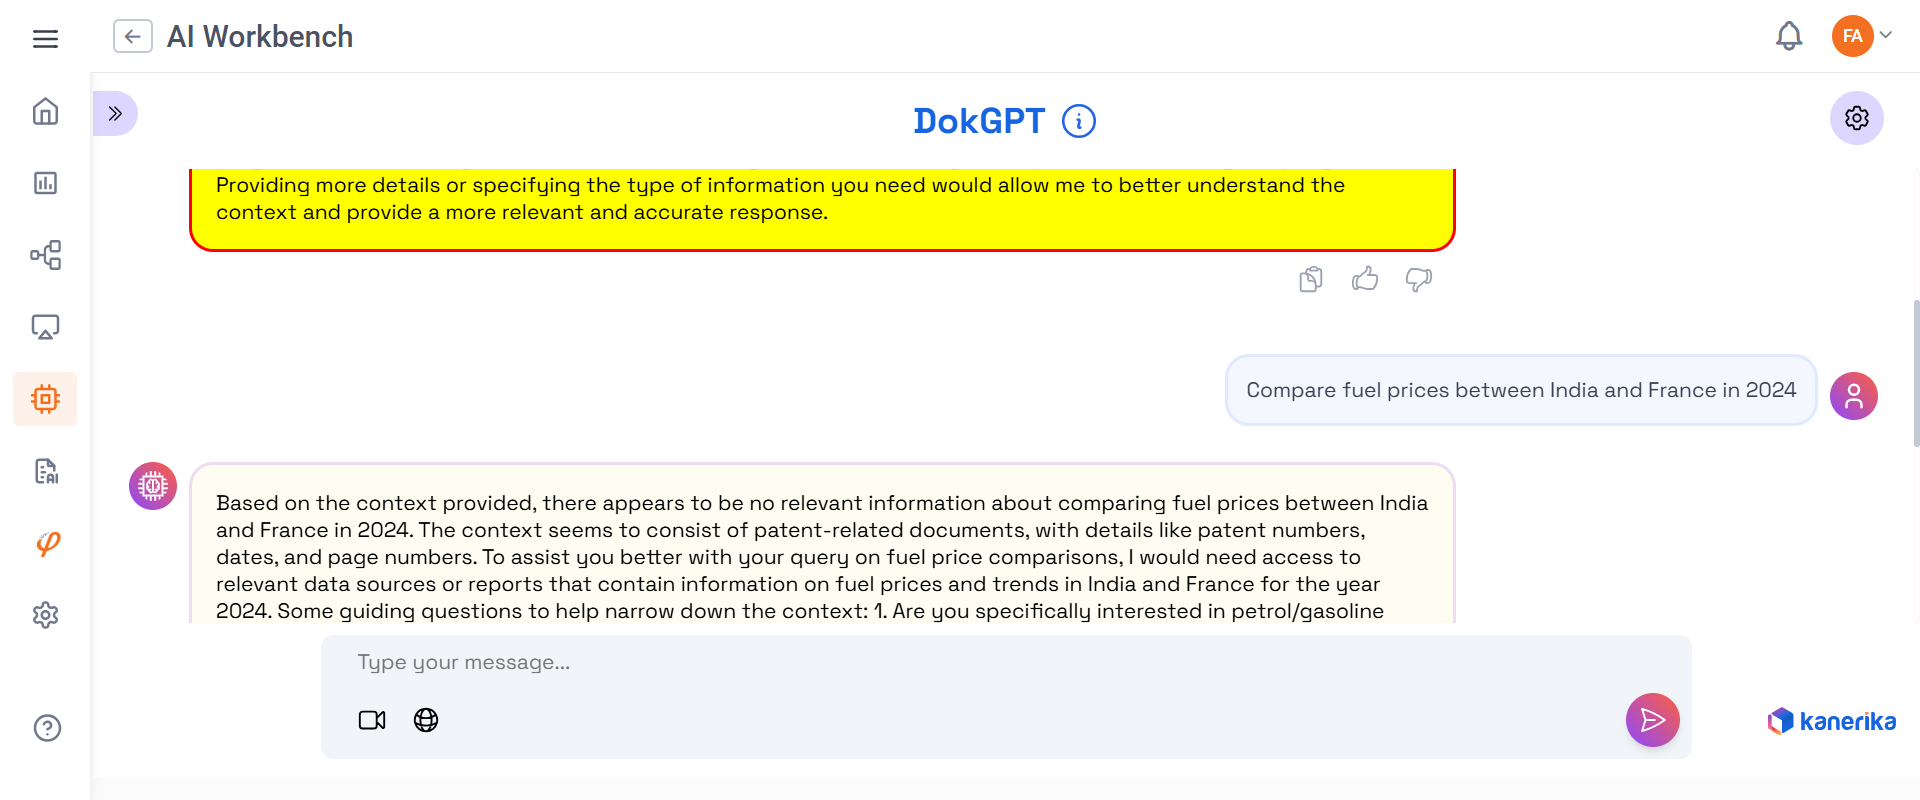 AI Workbench
FA
DokGPT
Providing more details or specifying the type of information you need would allow me to better understand the
context and provide a more relevant and accurate response.
Compare fuel prices between India and France in 2024
Based on the context provided, there appears to be no relevant information about comparing fuel prices between India
and France in 2024. The context seems to consist of patent-related documents, with details like patent numbers,
dates, and page numbers. To assist you better with your query on fuel price comparisons, I would need access to
relevant data sources or reports that contain information on fuel prices and trends in India and France for the year
2024. Some guiding questions to help narrow down the context: 1. Are you specifically interested in petrol/gasoline
Type your message...
kanerika
AI